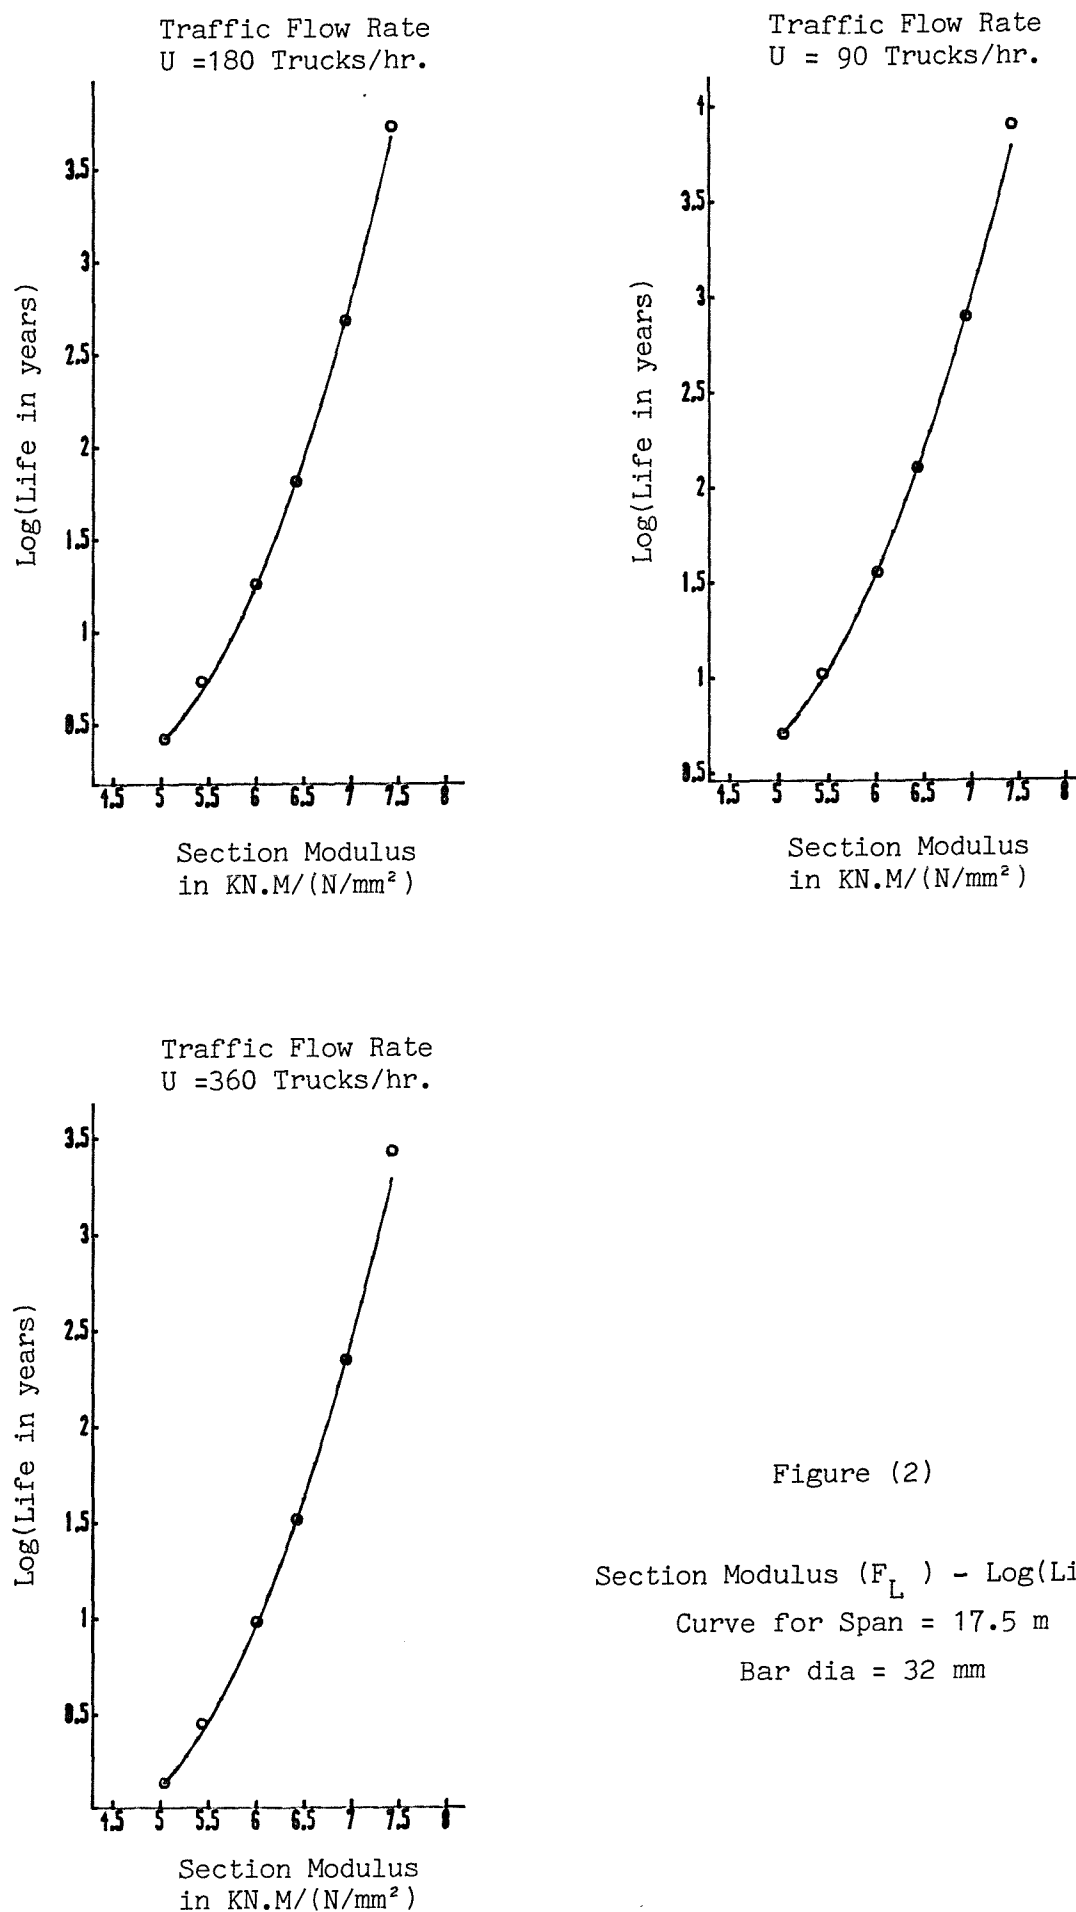 Traffic Flow Rate
U =180 Trucks/hr.
3.5
3
2.5
2
1.5
1
0.5
Log(Life in years)
4.5 5 5.5 6 6.5 7 7.5 8
Section Modulus
in KN.M/(N/mm²)
Traffic Flow Rate
U = 90 Trucks/hr.
4
3.5
3
2.5
2
1.5
1
0.5
Log(Life in years)
4.5 5 5.5 6 6.5 7 7.5 8
Section Modulus
in KN.M/(N/mm²)
Traffic Flow Rate
U =360 Trucks/hr.
3.5
3
2.5
2
1.5
1
0.5
Log(Life in years)
4.5 5 5.5 6 6.5 7 7.5 8
Section Modulus
in KN.M/(N/mm²)
Figure (2)
Section Modulus (F_L ) - Log(Li
Curve for Span = 17.5 m
Bar dia = 32 mm